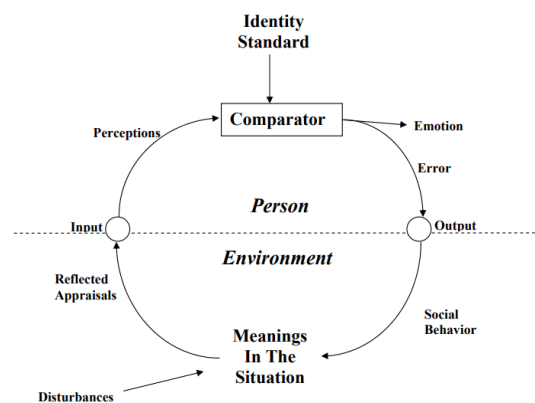 Identity
Standard
Comparator
Emotion
Perceptions
Error
Person
Input
Output
Environment
Reflected
Appraisals
Social
Behavior
Meanings
In The
Situation
Disturbances